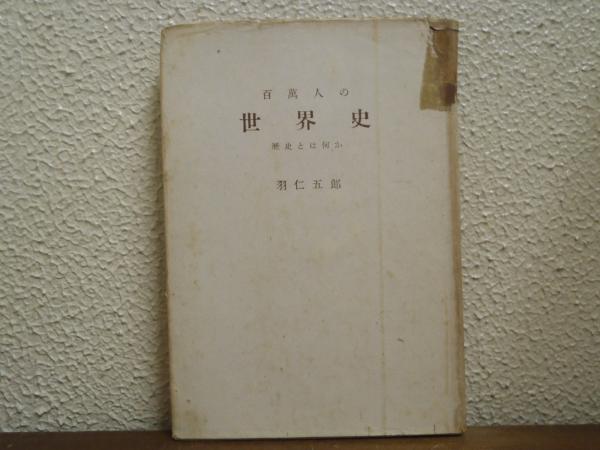 百萬人の
世界史
歴史とは何か
羽仁五郎